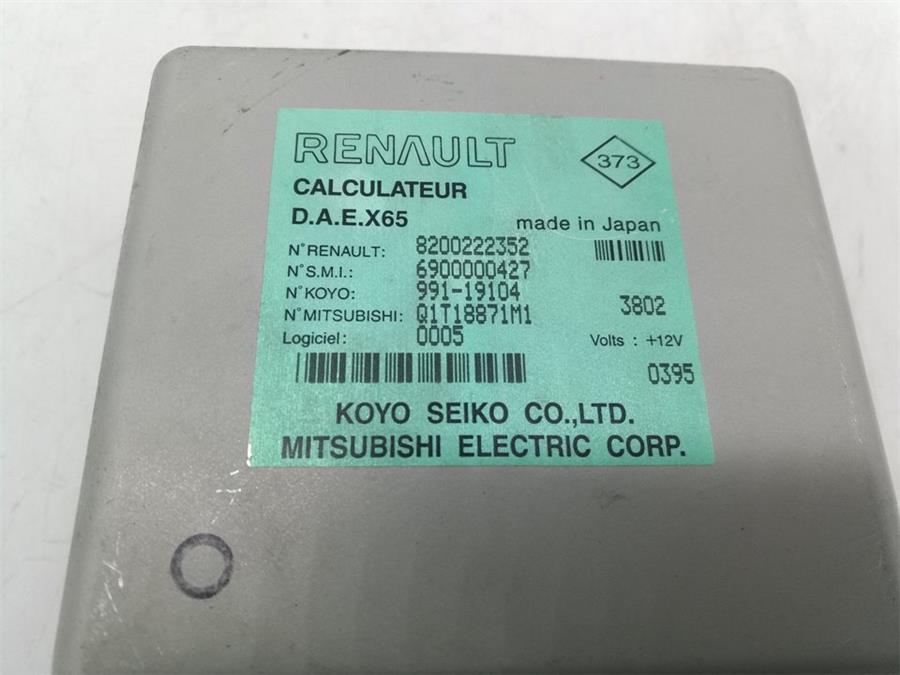 RENAULT
373
CALCULATEUR
D.A.E.X65
made in Japan
N°RENAULT: 8200222352
N°S.M.I.: 6900000427
N°KOYO: 991-19104
3802
N°MITSUBISHI: Q1T18871M1
Logiciel: 0005
Volts : +12V
0395
KOYO SEIKO CO.,LTD.
MITSUBISHI ELECTRIC CORP.